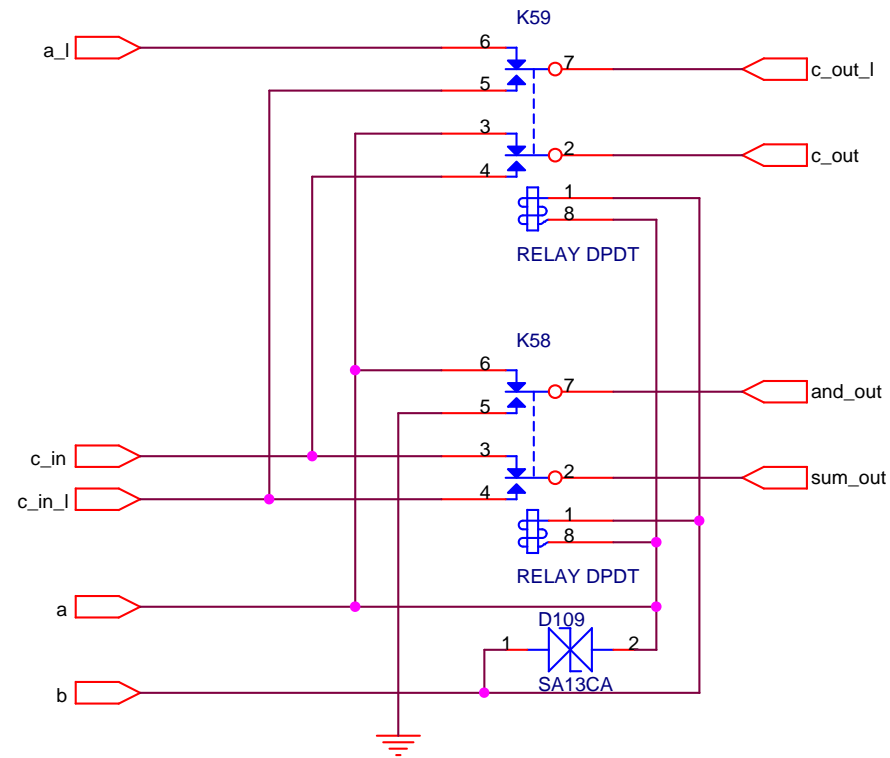 K59
a_l
6
7
c_out_l
5
3
2
c_out
4
1
8
RELAY DPDT
K58
6
7
and_out
5
c_in
3
2
sum_out
c_in_l
4
1
8
RELAY DPDT
a
D109
1
2
SA13CA
b